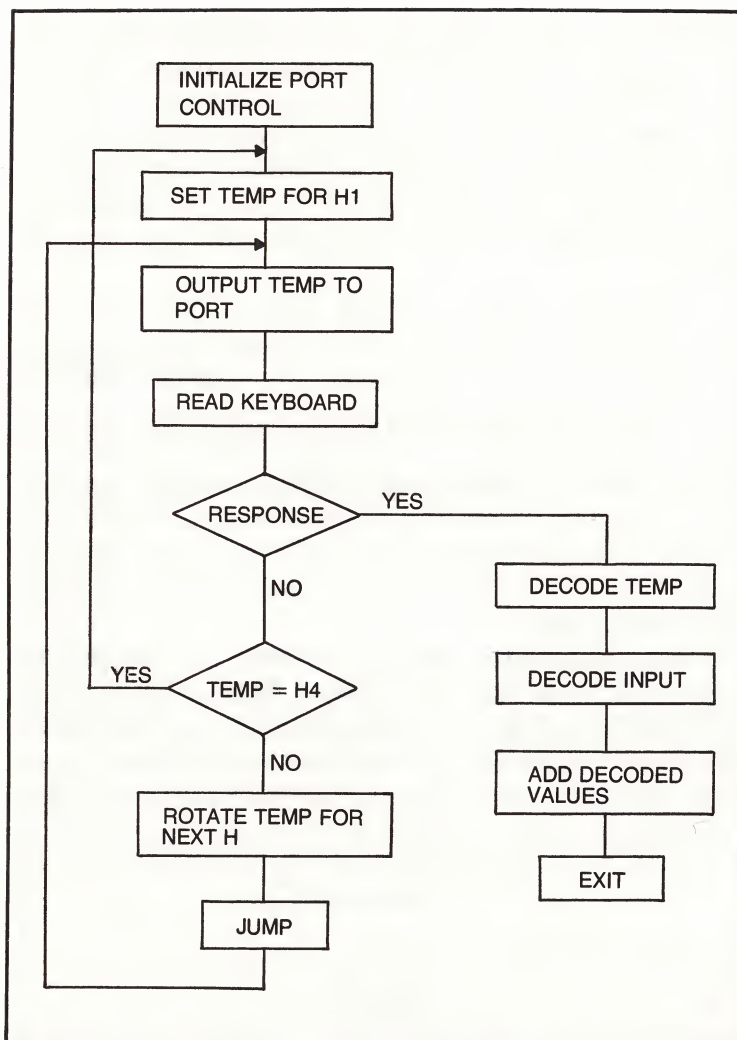 INITIALIZE PORT
CONTROL
SET TEMP FOR H1
OUTPUT TEMP TO
PORT
READ KEYBOARD
RESPONSE
YES
NO
DECODE TEMP
DECODE INPUT
ADD DECODED
VALUES
EXIT
YES
TEMP = H4
NO
ROTATE TEMP FOR
NEXT H
JUMP